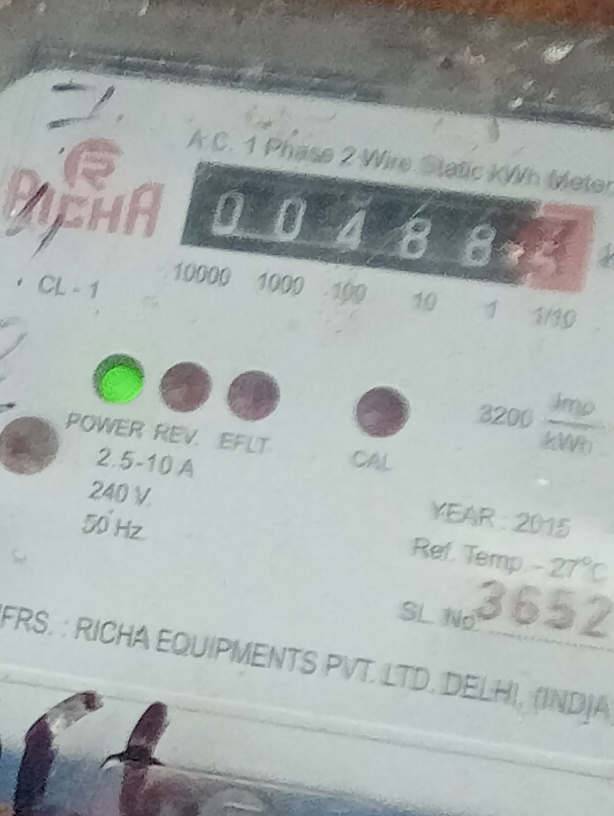 A.C. 1 Phase 2 Wire Static kWh Meter
RICHA
0 0 4 8 8
CL - 1
10000 1000 100 10 1 1/10
POWER REV. EFLT CAL
3200 Imp
kWh
2.5-10 A
240 V.
50 Hz
YEAR : 2015
Ref. Temp - 27°C
SL. No 3652
FRS. : RICHA EQUIPMENTS PVT. LTD. DELHI, (INDIA